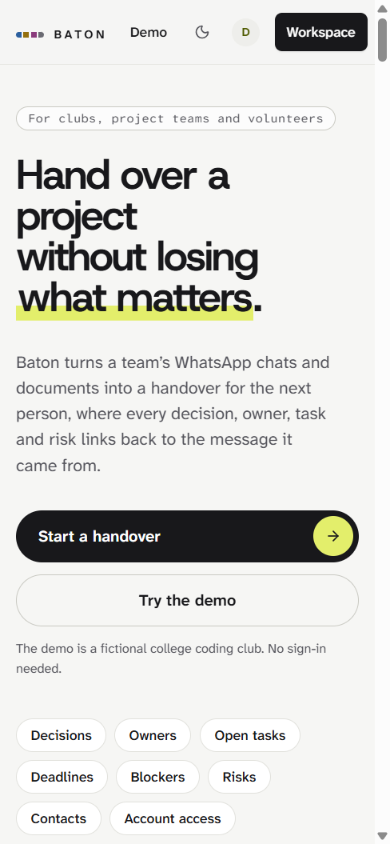 BATON Demo D Workspace
For clubs, project teams and volunteers
Hand over a
project
without losing
what matters.
Baton turns a team’s WhatsApp chats and
documents into a handover for the next
person, where every decision, owner, task
and risk links back to the message it
came from.
Start a handover
Try the demo
The demo is a fictional college coding club. No sign-in
needed.
Decisions Owners Open tasks
Deadlines Blockers Risks
Contacts Account access